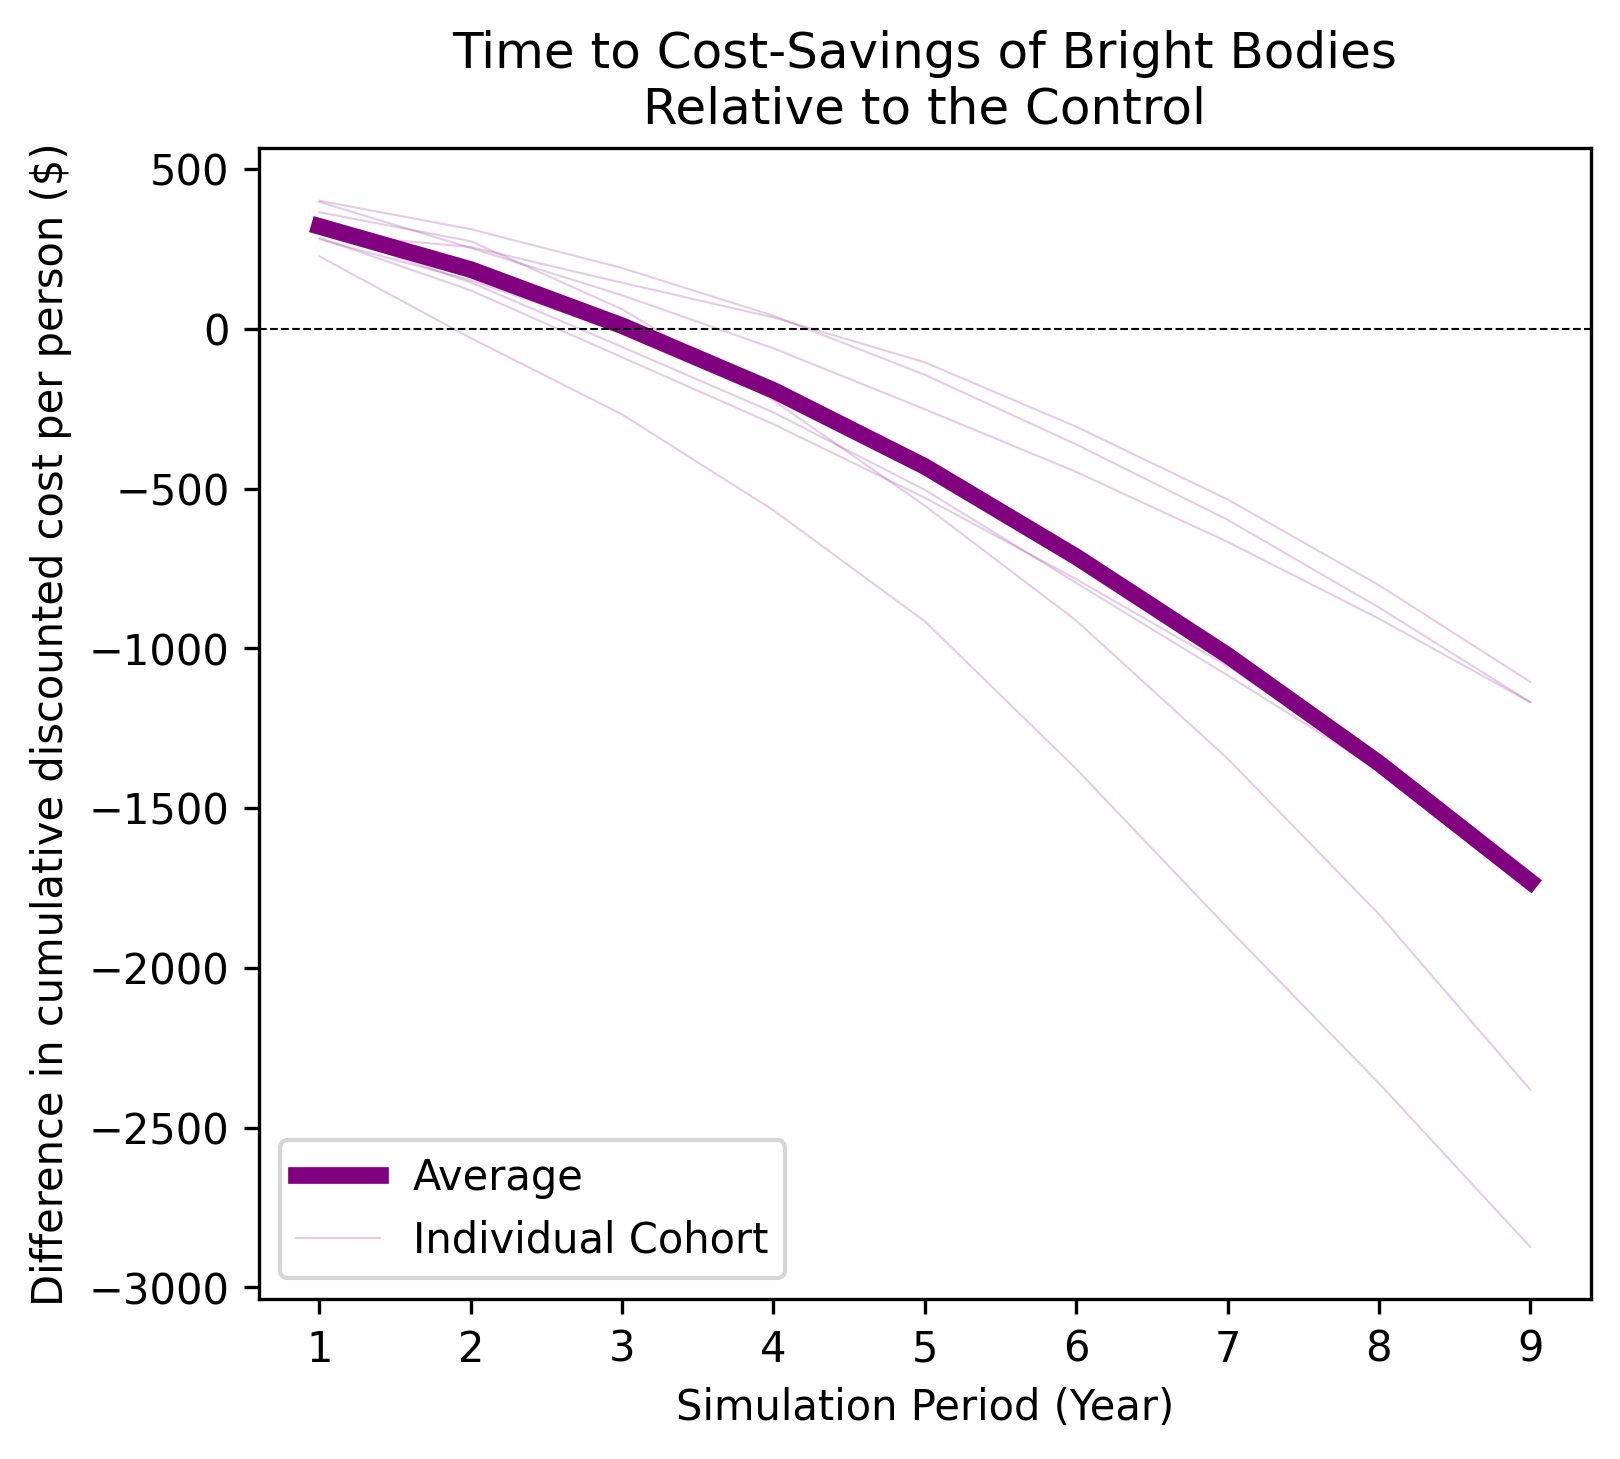 Time to Cost-Savings of Bright Bodies
Relative to the Control
Difference in cumulative discounted cost per person ($)
500
0
−500
−1000
−1500
−2000
−2500
−3000
Average
Individual Cohort
1 2 3 4 5 6 7 8 9
Simulation Period (Year)